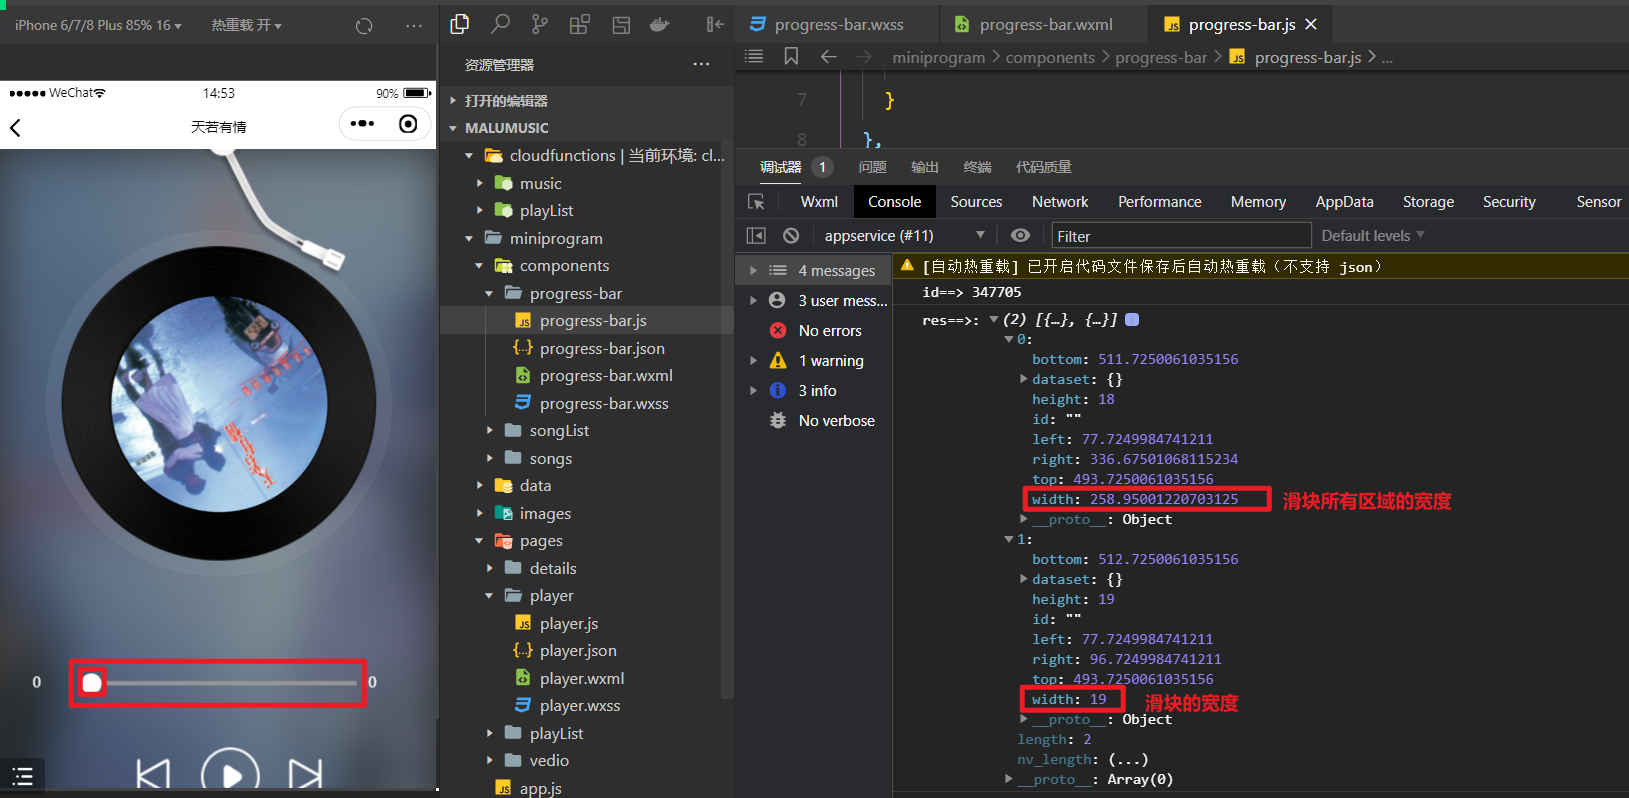 iPhone 6/7/8 Plus 85% 16
热重载 开
WeChat
14:53
90%
天若有情
0
0
资源管理器
打开的编辑器
MALUMUSIC
cloudfunctions | 当前环境: cl...
music
playList
miniprogram
components
progress-bar
progress-bar.js
progress-bar.json
progress-bar.wxml
progress-bar.wxss
songList
songs
data
images
pages
details
player
player.js
player.json
player.wxml
player.wxss
playList
vedio
app.js
progress-bar.wxss
progress-bar.wxml
progress-bar.js
miniprogram > components > progress-bar > progress-bar.js > ...
7 }
8 },
调试器 1 问题 输出 终端 代码质量
Wxml Console Sources Network Performance Memory AppData Storage Security Sensor
appservice (#11) Filter Default levels
4 messages
3 user mess...
No errors
1 warning
3 info
No verbose
[自动热重载] 已开启代码文件保存后自动热重载（不支持 json）
id==> 347705
res==>: (2) [{…}, {…}]
0:
bottom: 511.7250061035156
dataset: {}
height: 18
id: ""
left: 77.7249984741211
right: 336.67501068115234
top: 493.7250061035156
width: 258.95001220703125 滑块所有区域的宽度
__proto__: Object
1:
bottom: 512.7250061035156
dataset: {}
height: 19
id: ""
left: 77.7249984741211
right: 96.7249984741211
top: 493.7250061035156
width: 19 滑块的宽度
__proto__: Object
length: 2
nv_length: (...)
__proto__: Array(0)